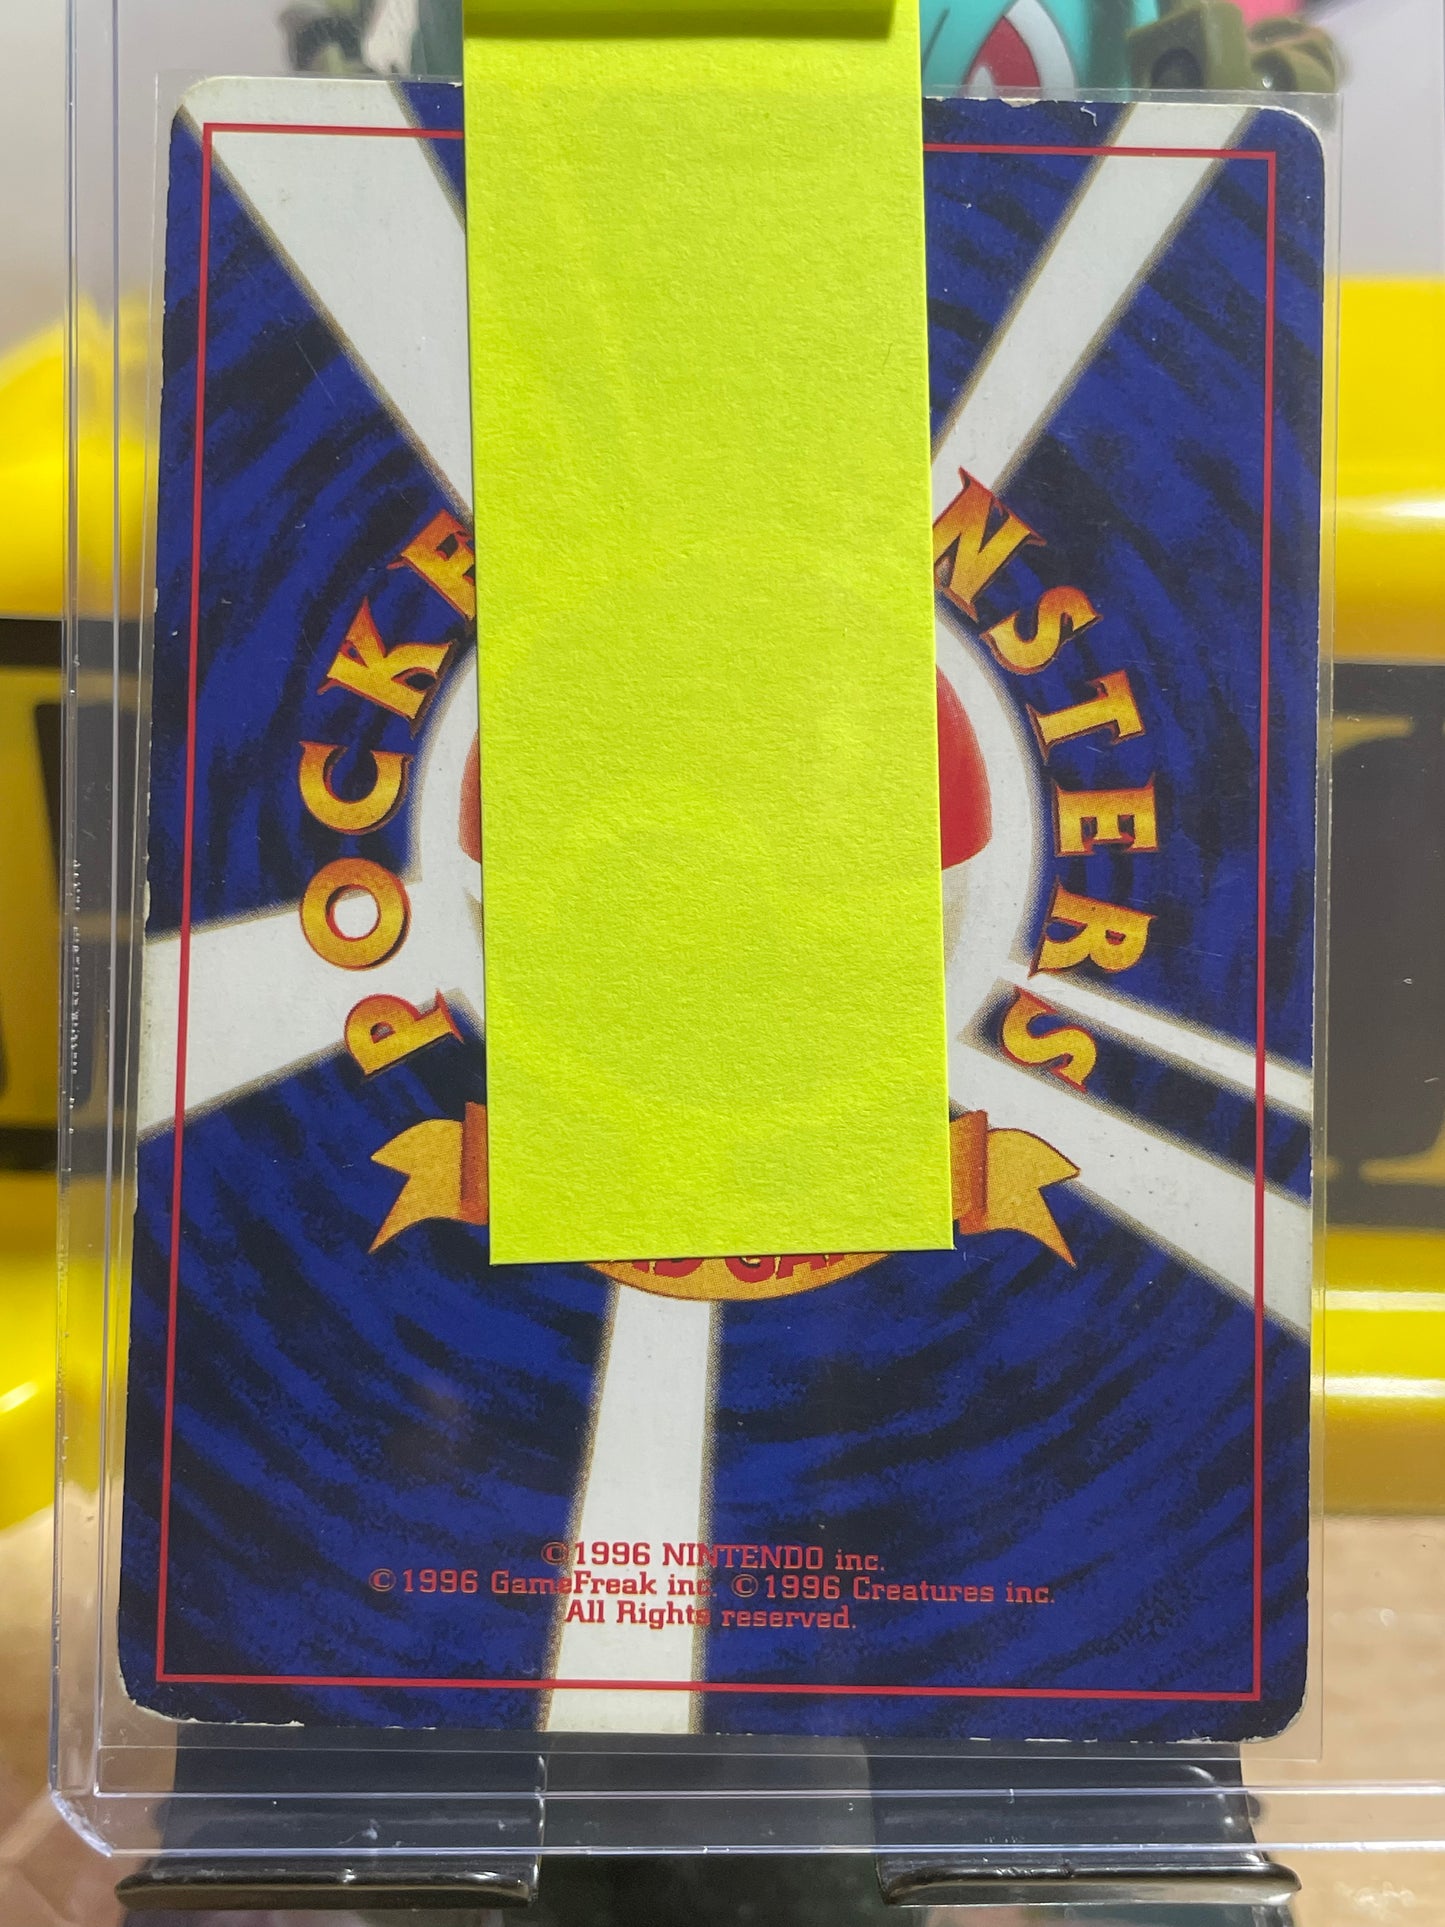 POCKE
NSTERS
©1996 NINTENDO inc.
©1996 GameFreak inc. ©1996 Creatures inc.
All Rights reserved.